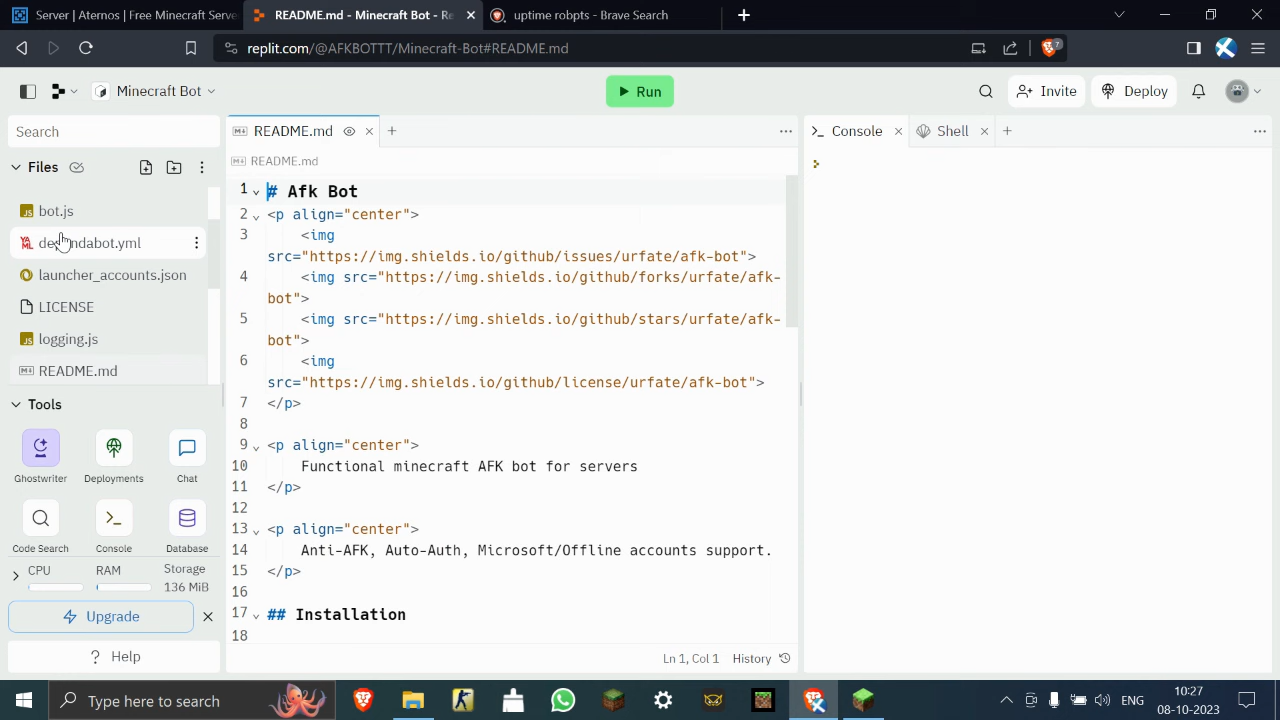 Server | Aternos | Free Minecraft Serve
README.md - Minecraft Bot - Re
uptime robpts - Brave Search
replit.com/@AFKBOTTT/Minecraft-Bot#README.md
7
Minecraft Bot
Run
Invite
Deploy
Search
README.md
Console
Shell
Files
README.md
bot.js
dependabot.yml
launcher_accounts.json
LICENSE
logging.js
README.md
Tools
Ghostwriter
Deployments
Chat
Code Search
Console
Database
CPU
RAM
Storage
136 MiB
Upgrade
Help
1 # Afk Bot
2 <p align="center">
3 <img
src="https://img.shields.io/github/issues/urfate/afk-bot">
4 <img src="https://img.shields.io/github/forks/urfate/afk-
bot">
5 <img src="https://img.shields.io/github/stars/urfate/afk-
bot">
6 <img
src="https://img.shields.io/github/license/urfate/afk-bot">
7 </p>
8
9 <p align="center">
10 Functional minecraft AFK bot for servers
11 </p>
12
13 <p align="center">
14 Anti-AFK, Auto-Auth, Microsoft/Offline accounts support.
15 </p>
16
17 ## Installation
18
Ln 1, Col 1
History
Type here to search
ENG
10:27
08-10-2023